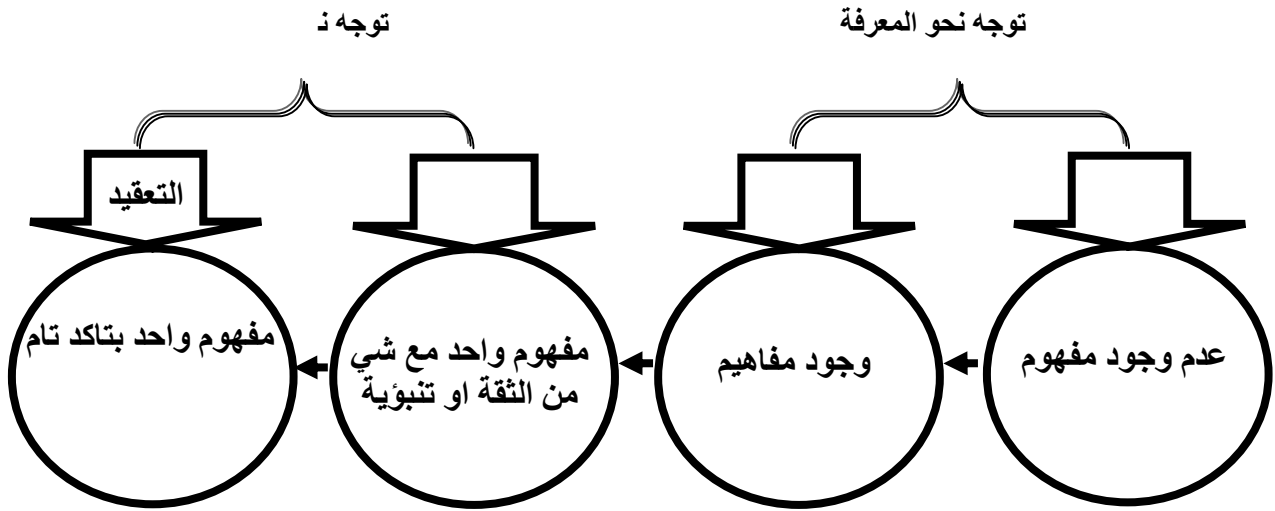 توجه نحو المعرفة
توجه نـ
التعقيد
عدم وجود مفهوم
وجود مفاهيم
مفهوم واحد مع شي
من الثقة او تنبؤية
مفهوم واحد بتاكد تام